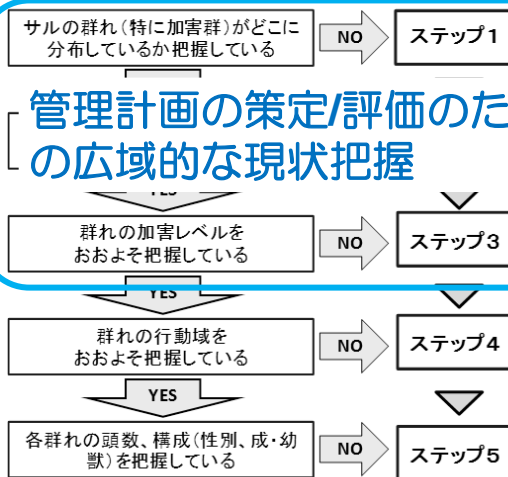 サルの群れ(特に加害群)がどこに
分布しているか把握している
NO
ステップ1
管理計画の策定/評価のた
の広域的な現状把握
YES
群れの加害レベルを
おおよそ把握している
NO
ステップ3
YES
群れの行動域を
おおよそ把握している
NO
ステップ4
YES
各群れの頭数、構成(性別、成・幼
獣)を把握している
NO
ステップ5